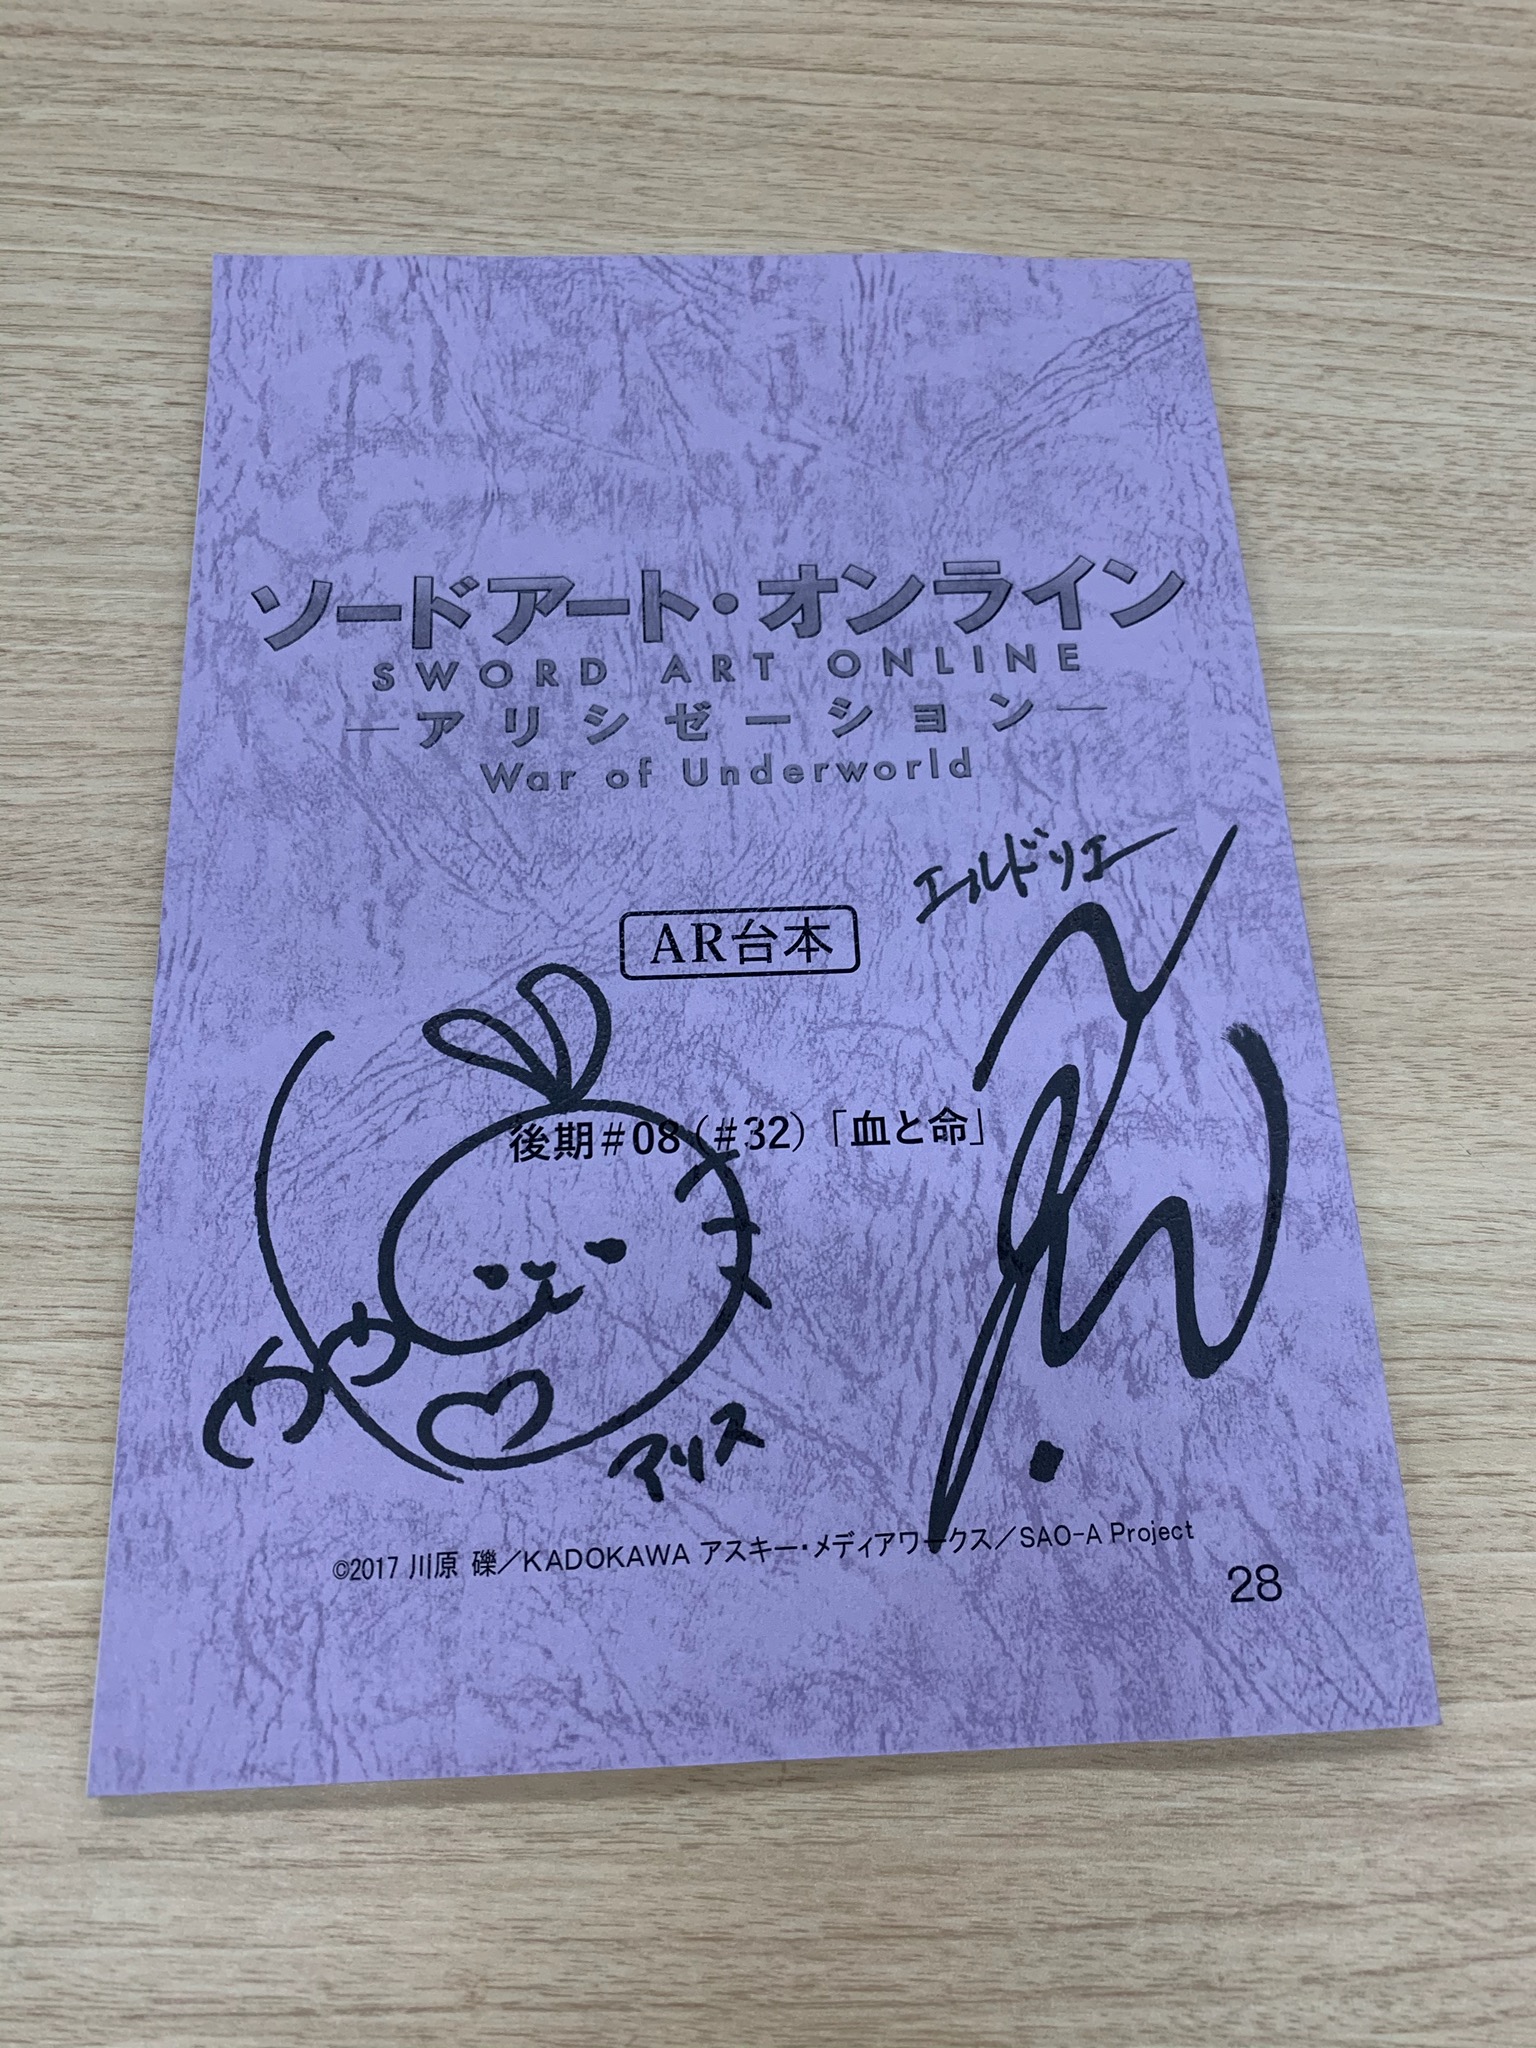 ソードアート・オンライン
SWORD ART ONLINE
―アリシゼーション―
War of Underworld
エルドリエ
AR台本
後期#08(#32)「血と命」
アリス
©2017 川原 礫／KADOKAWA アスキー・メディアワークス／SAO-A Project
28